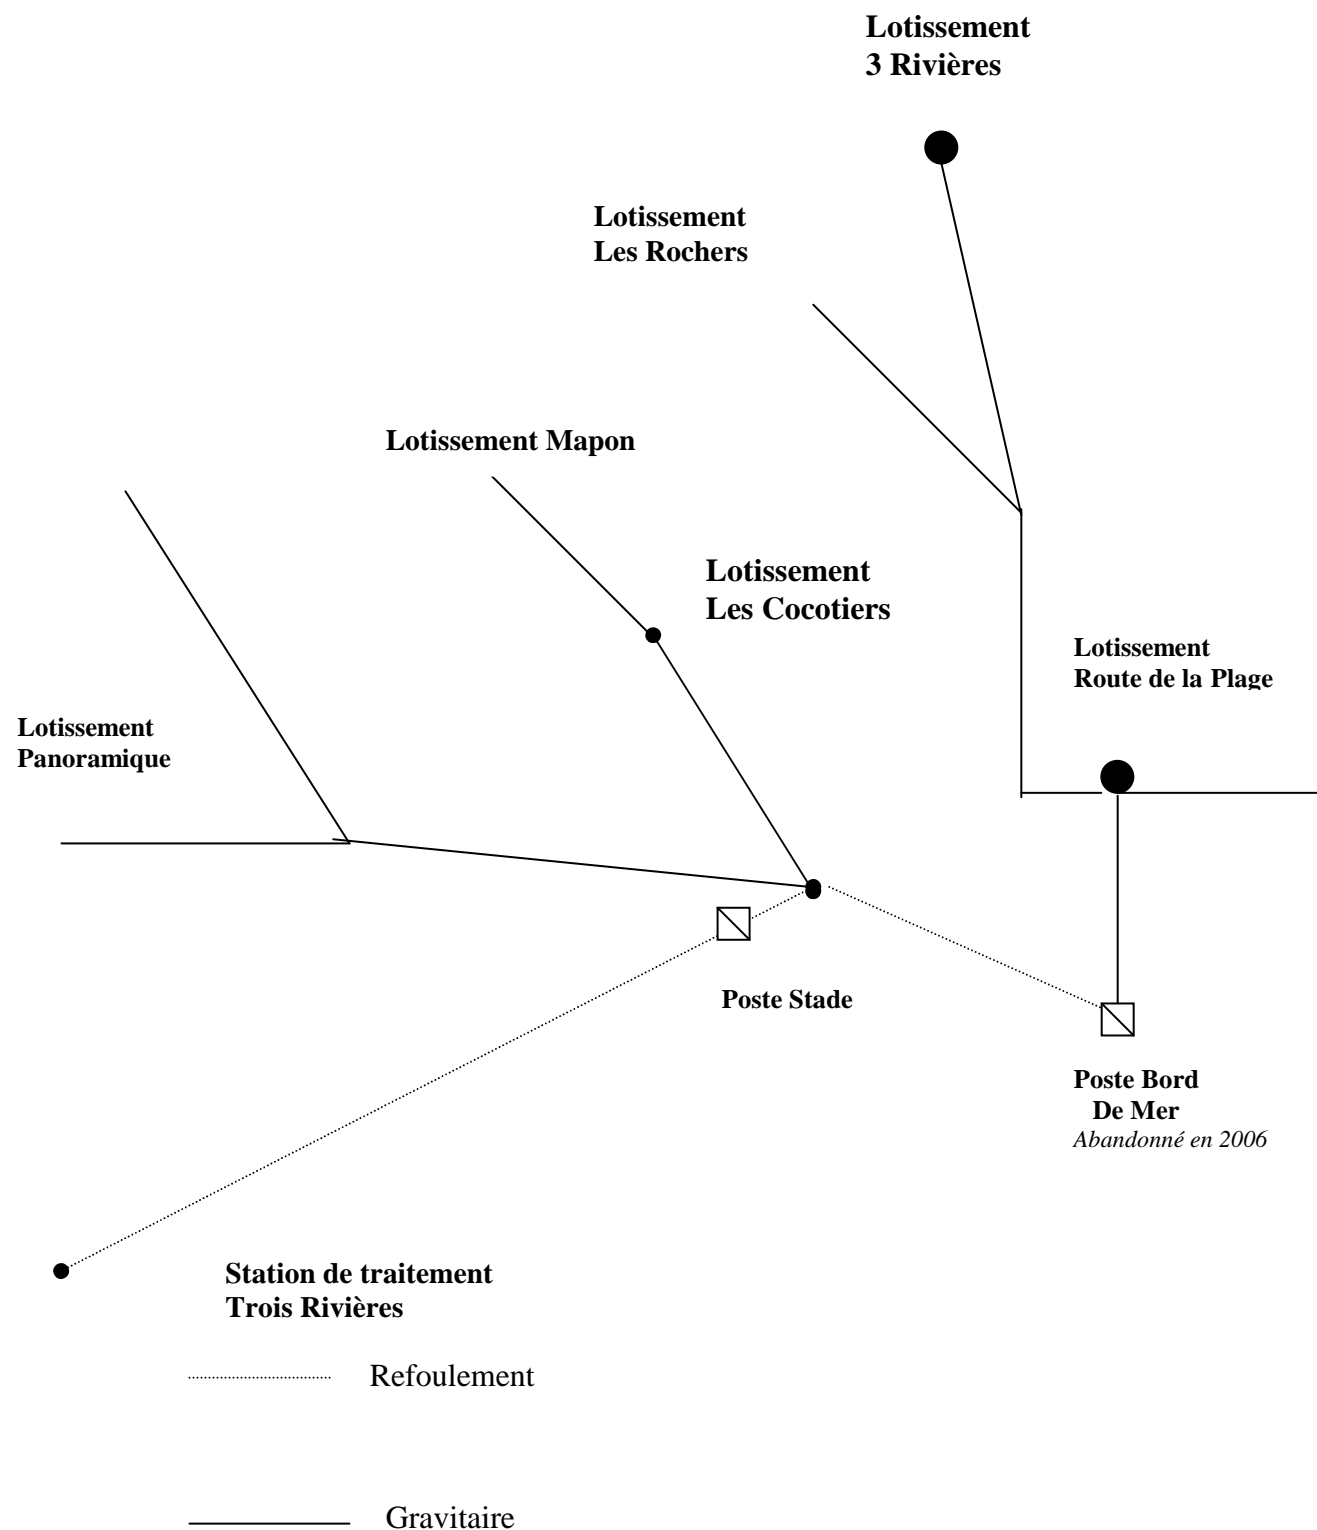 Lotissement
3 Rivières
Lotissement
Les Rochers
Lotissement Mapon
Lotissement
Les Cocotiers
Lotissement
Route de la Plage
Lotissement
Panoramique
Poste Stade
Poste Bord
De Mer
Abandonné en 2006
Station de traitement
Trois Rivières
Refoulement
Gravitaire